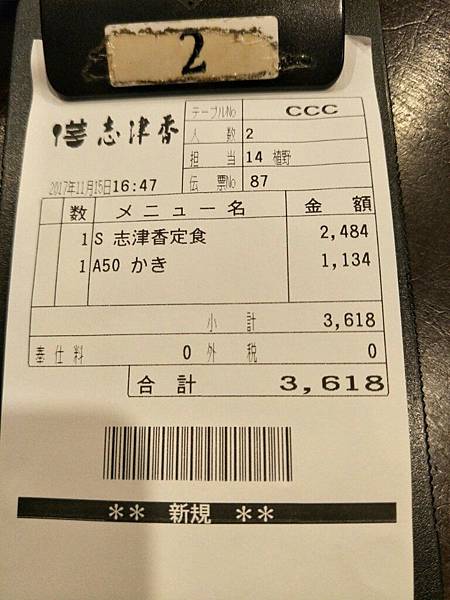 2
志津香
テーブルNo CCC
人数 2
担当 14 植野
2017年11月15日16:47
伝票No 87
数 メニュー名 金額
1 S 志津香定食 2,484
1 A50 かき 1,134
小計 3,618
奉仕料 0 外税 0
合計 3,618
** 新規 **